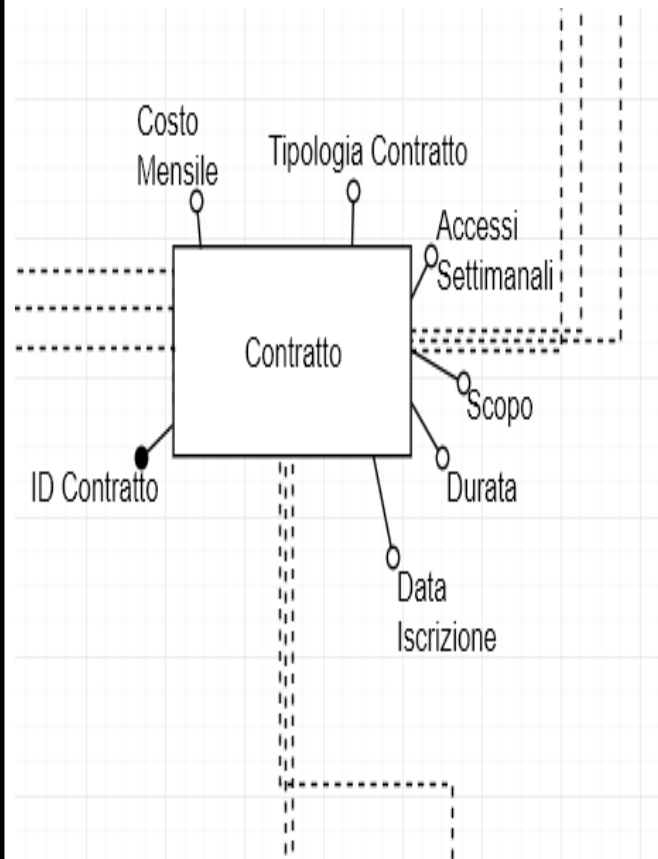 Costo
Mensile
Tipologia Contratto
Accessi
Settimanali
Contratto
Scopo
ID Contratto
Durata
Data
Iscrizione